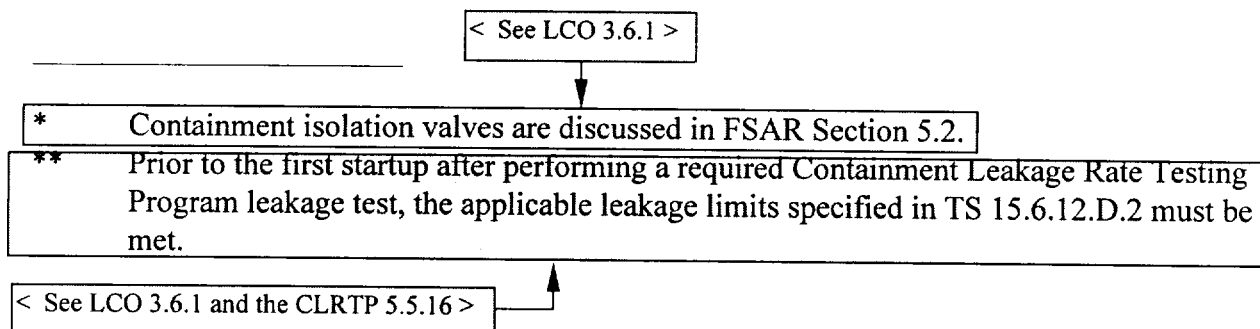 < See LCO 3.6.1 >
* Containment isolation valves are discussed in FSAR Section 5.2.
** Prior to the first startup after performing a required Containment Leakage Rate Testing
Program leakage test, the applicable leakage limits specified in TS 15.6.12.D.2 must be
met.
< See LCO 3.6.1 and the CLRTP 5.5.16 >